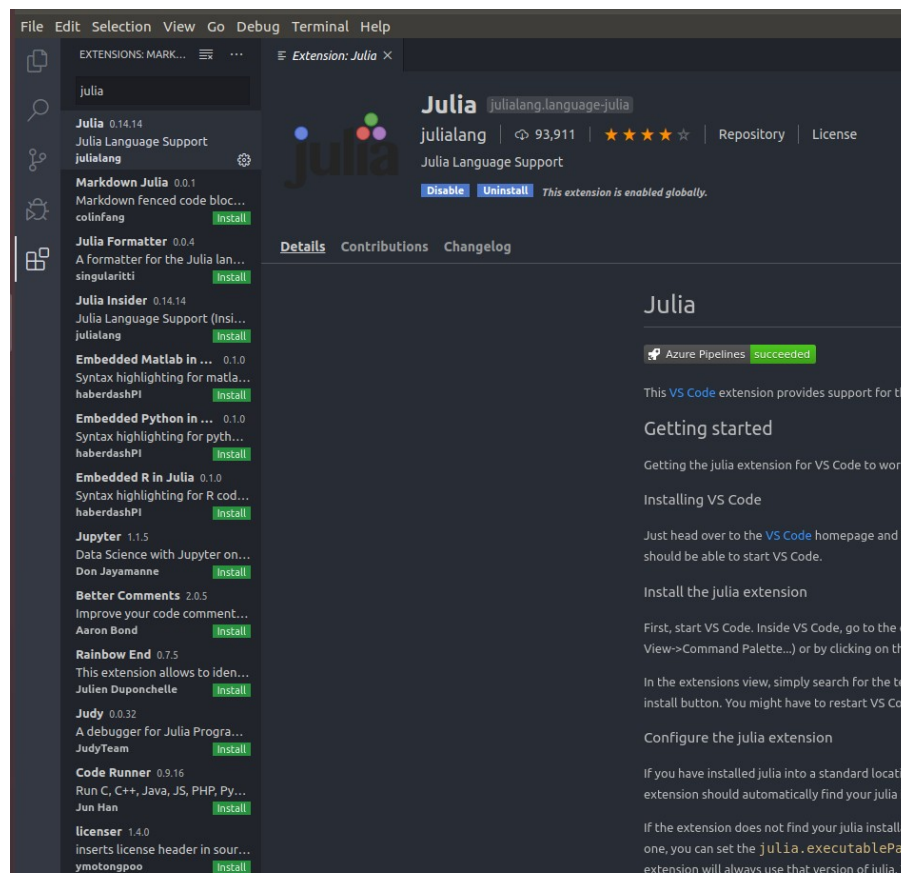 File Edit Selection View Go Debug Terminal Help
EXTENSIONS: MARK...
julia
Julia 0.14.14
Julia Language Support
julialang
Markdown Julia 0.0.1
Markdown fenced code bloc...
colinfang Install
Julia Formatter 0.0.4
A formatter for the Julia lan...
singularitti Install
Julia Insider 0.14.14
Julia Language Support (Insi...
julialang Install
Embedded Matlab in ... 0.1.0
Syntax highlighting for matla...
haberdashPI Install
Embedded Python in ... 0.1.0
Syntax highlighting for pyth...
haberdashPI Install
Embedded R in Julia 0.1.0
Syntax highlighting for R cod...
haberdashPI Install
Jupyter 1.1.5
Data Science with Jupyter on...
Don Jayamanne Install
Better Comments 2.0.5
Improve your code comment...
Aaron Bond Install
Rainbow End 0.7.5
This extension allows to iden...
Julien Duponchelle Install
Judy 0.0.32
A debugger for Julia Progra...
JudyTeam Install
Code Runner 0.9.16
Run C, C++, Java, JS, PHP, Py...
Jun Han Install
licenser 1.4.0
inserts license header in sour...
ymotongpoo Install
Extension: Julia
julia
Julia julialang.language-julia
julialang 93,911 Repository License
Julia Language Support
Disable Uninstall This extension is enabled globally.
Details Contributions Changelog
Julia
Azure Pipelines succeeded
This VS Code extension provides support for
Getting started
Getting the julia extension for VS Code to
Installing VS Code
Just head over to the VS Code homepage and
should be able to start VS Code.
Install the julia extension
First, start VS Code. Inside VS Code, go to the
View->Command Palette...) or by clicking on
In the extensions view, simply search for the
install button. You might have to restart VS
Configure the julia extension
If you have installed julia into a standard
extension should automatically find your julia
If the extension does not find your julia
one, you can set the
extension will always use that version of julia.